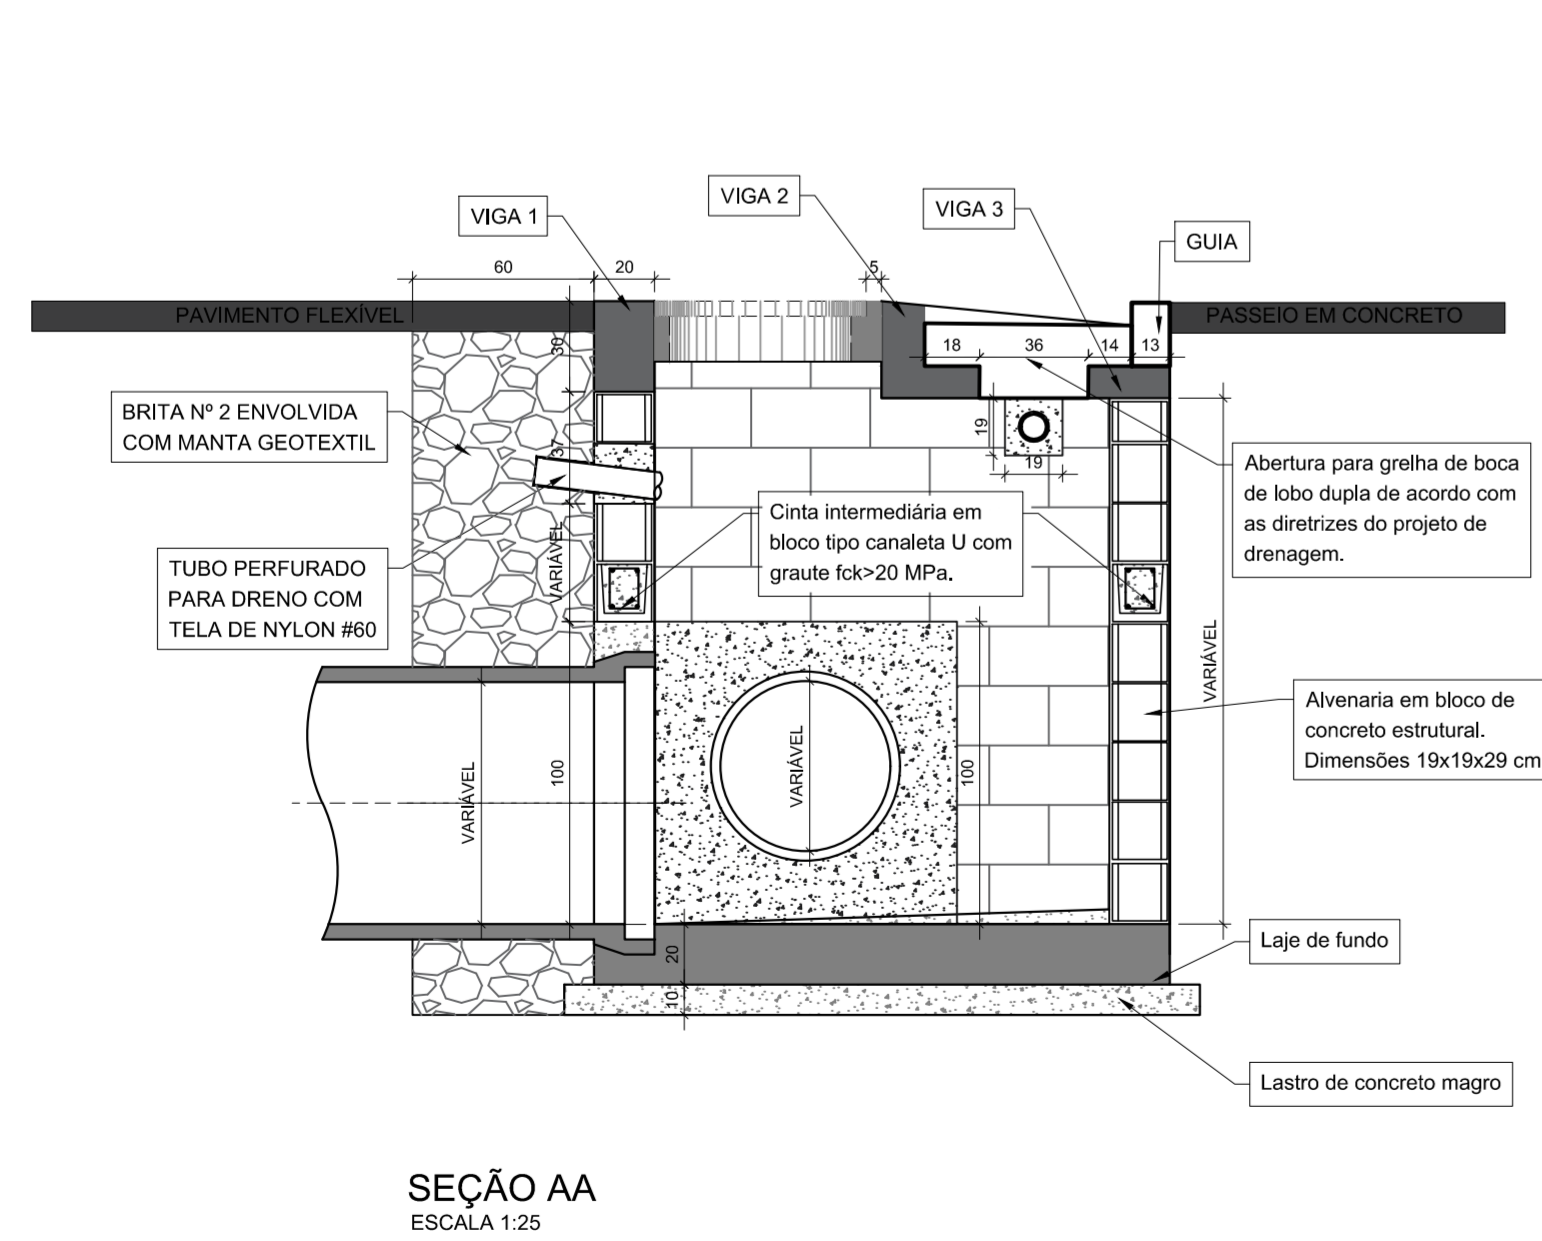 VIGA 1
VIGA 2
VIGA 3
GUIA
60
20
5
PAVIMENTO FLEXÍVEL
PASSEIO EM CONCRETO
30
18
36
14
13
BRITA Nº 2 ENVOLVIDA
COM MANTA GEOTEXTIL
37
19
19
Abertura para grelha de boca
de lobo dupla de acordo com
as diretrizes do projeto de
drenagem.
Cinta intermediária em
bloco tipo canaleta U com
graute fck>20 MPa.
TUBO PERFURADO
PARA DRENO COM
TELA DE NYLON #60
VARIÁVEL
VARIÁVEL
Alvenaria em bloco de
concreto estrutural.
Dimensões 19x19x29 cm
VARIÁVEL
100
VARIÁVEL
100
20
10
Laje de fundo
Lastro de concreto magro
SEÇÃO AA
ESCALA 1:25